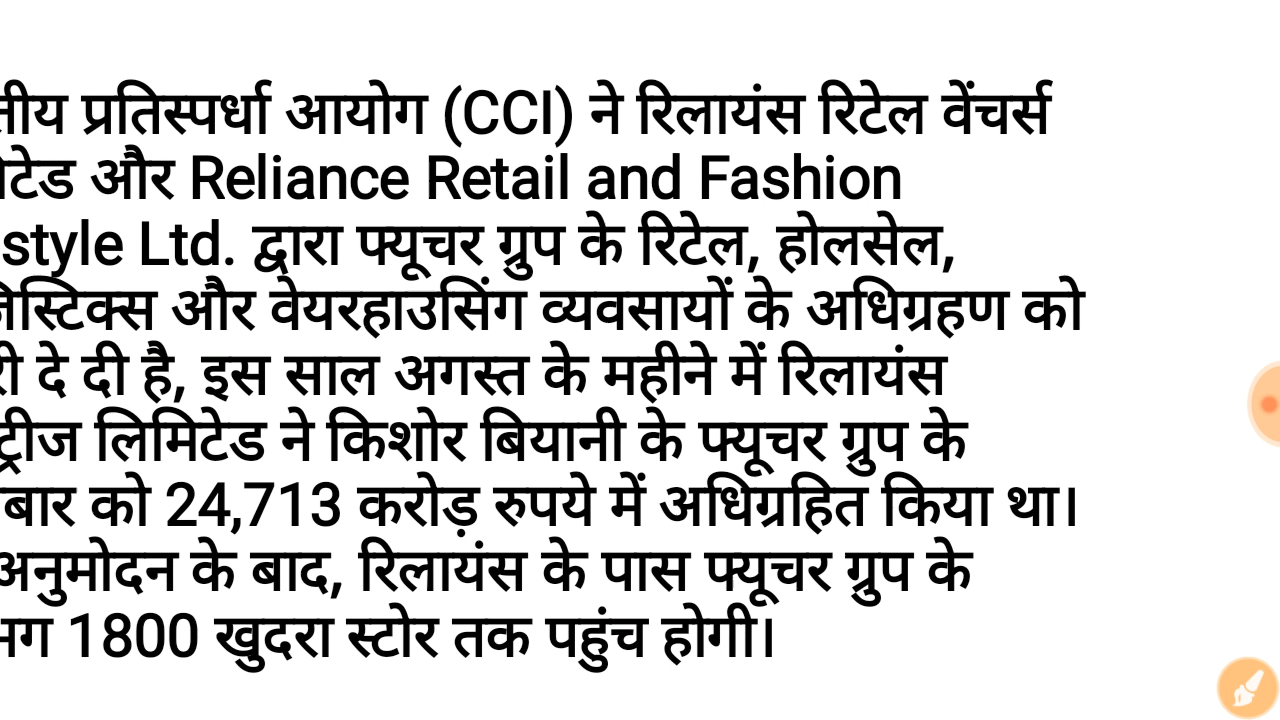 तीय प्रतिस्पर्धा आयोग (CCI) ने रिलायंस रिटेल वेंचर्स
टेड और Reliance Retail and Fashion
style Ltd. द्वारा फ्यूचर ग्रुप के रिटेल, होलसेल,
जिस्टिक्स और वेयरहाउसिंग व्यवसायों के अधिग्रहण को
री दे दी है, इस साल अगस्त के महीने में रिलायंस
ट्रीज लिमिटेड ने किशोर बियानी के फ्यूचर ग्रुप के
बार को 24,713 करोड़ रुपये में अधिग्रहित किया था।
अनुमोदन के बाद, रिलायंस के पास फ्यूचर ग्रुप के
भग 1800 खुदरा स्टोर तक पहुंच होगी।